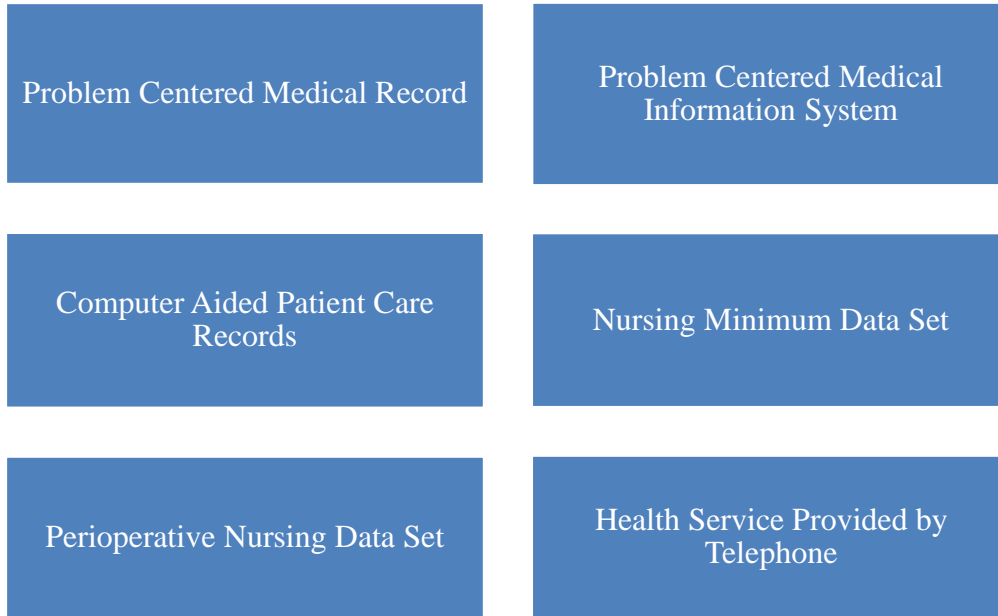 Problem Centered Medical Record
Problem Centered Medical
Information System
Computer Aided Patient Care
Records
Nursing Minimum Data Set
Perioperative Nursing Data Set
Health Service Provided by
Telephone